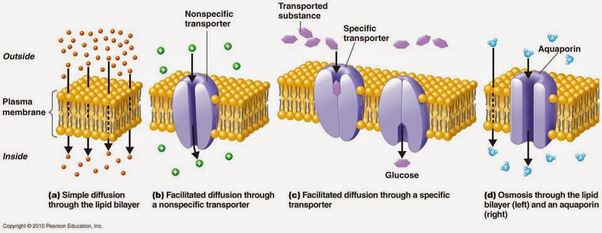 Nonspecific
transporter
Transported
substance
Specific
transporter
Aquaporin
Outside
Plasma
membrane
Inside
Glucose
(a) Simple diffusion
through the lipid bilayer
(b) Facilitated diffusion through
a nonspecific transporter
(c) Facilitated diffusion through a specific
transporter
(d) Osmosis through the lipid
bilayer (left) and an aquaporin
(right)
Copyright © 2010 Pearson Education, Inc.